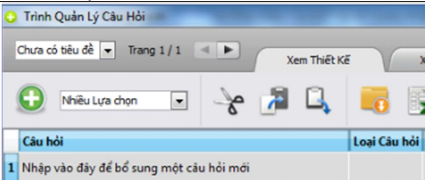 Trình Quản Lý Câu Hỏi
Chưa có tiêu đề Trang 1 / 1 Xem Thiết Kế
Nhiều Lựa chọn
Câu hỏi Loại Câu hỏi
1 Nhập vào đây để bổ sung một câu hỏi mới